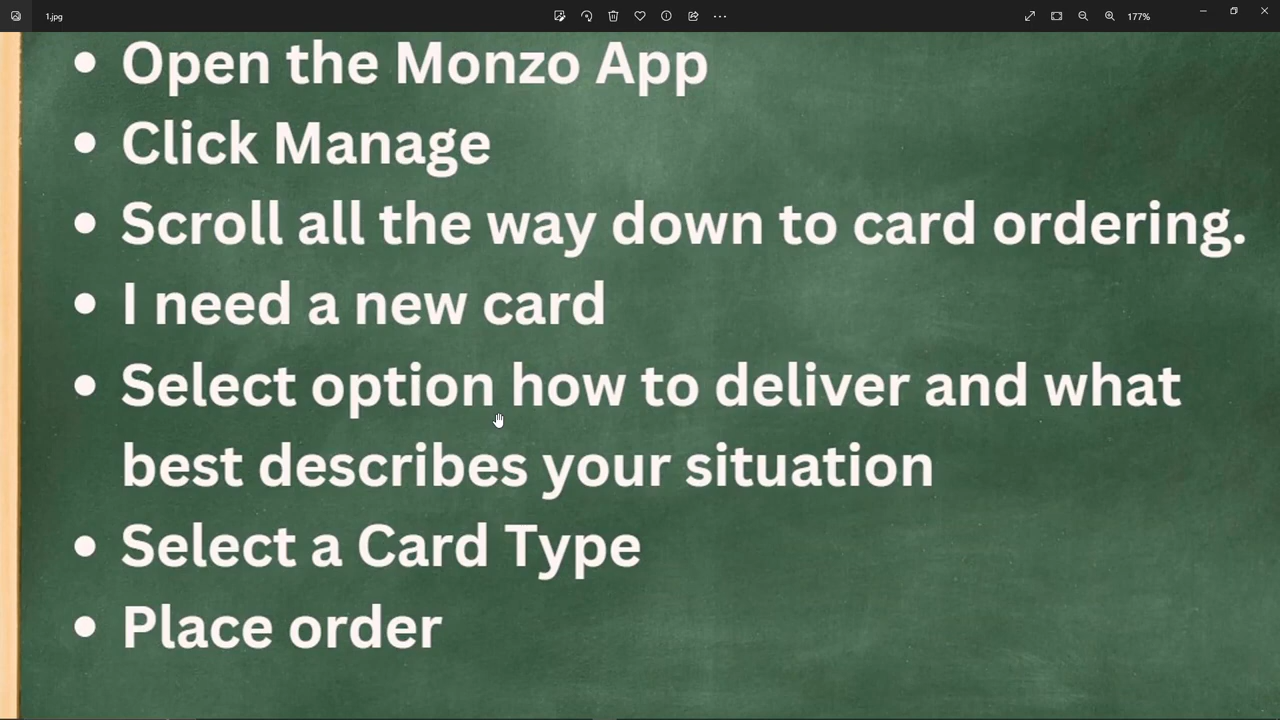 1.jpg
177%
• Open the Monzo App
• Click Manage
• Scroll all the way down to card ordering.
• I need a new card
• Select option how to deliver and what
best describes your situation
• Select a Card Type
• Place order